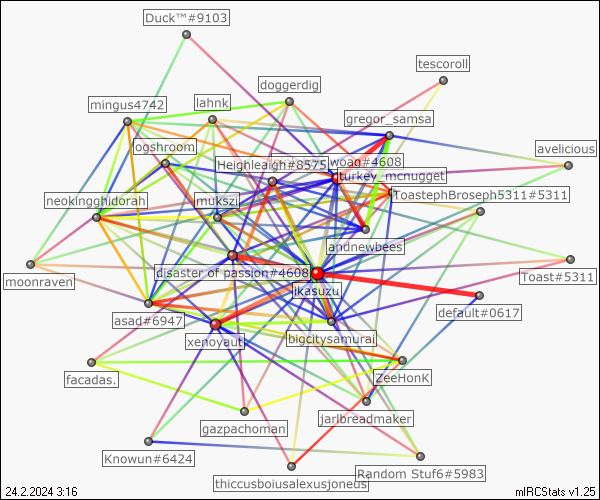 Duck™#9103
tescoroll
doggerdig
mingus4742
lahnk
gregor_samsa
ogshroom
avelicious
Heighleigh#8575
woag#4608
turkey_mcnugget
ToastephBroseph5311#5311
neokingghidorah
mukszi
andnewbees
moonraven
disaster of passion#4608
Toast#5311
ikasuzu
default#0617
asad#6947
xenoyaut
bigcitysamurai
facadas.
ZeeHonK
gazpachoman
jarlbreadmaker
Knowun#6424
Random Stuf6#5983
thiccusboiusalexusjoneus
24.2.2024 3:16
mIRCStats v1.25